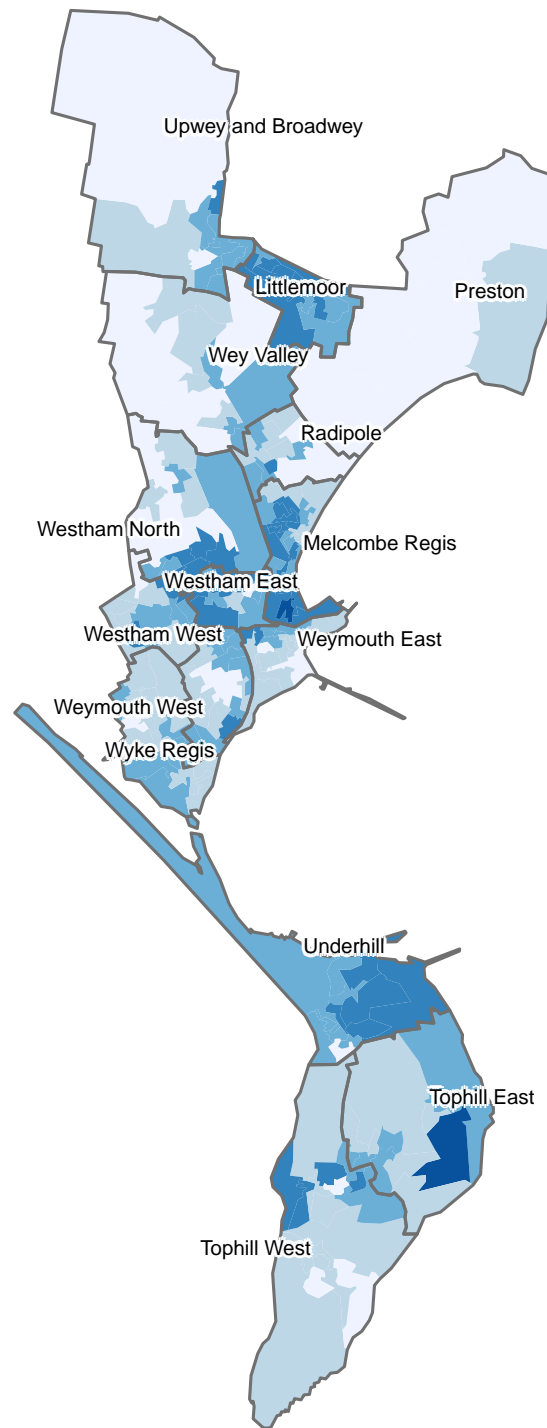 Upwey and Broadwey
Littlemoor
Preston
Wey Valley
Radipole
Westham North
Melcombe Regis
Westham East
Westham West
Weymouth East
Weymouth West
Wyke Regis
Underhill
Tophill East
Tophill West